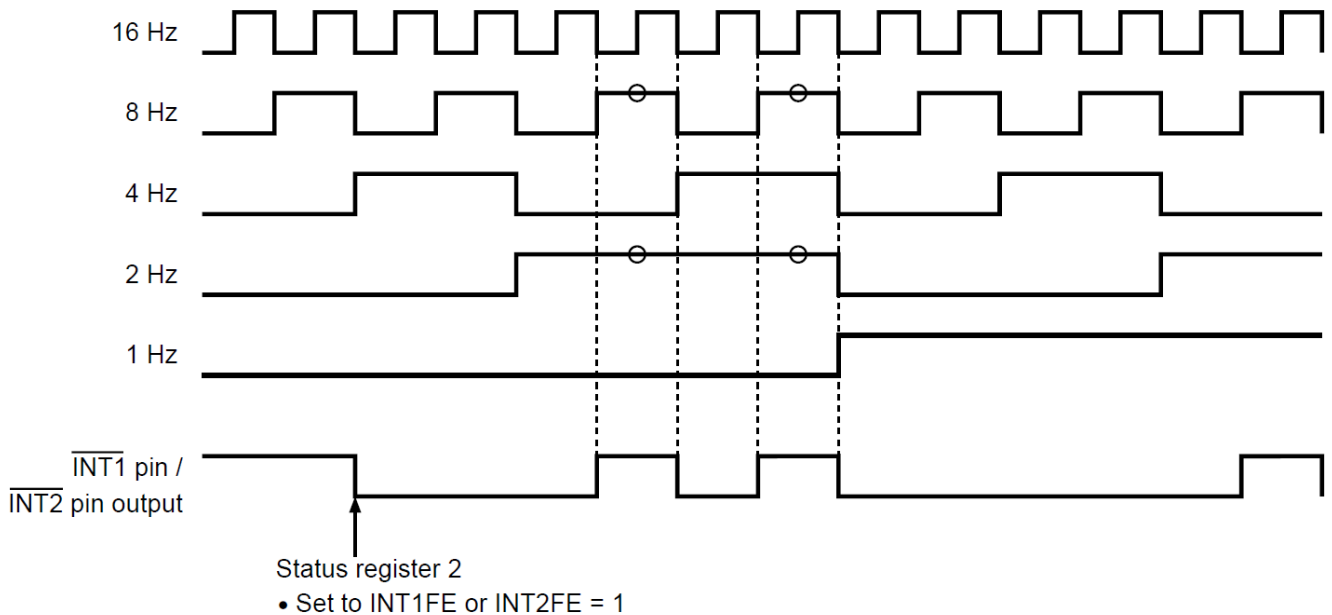 16 Hz
8 Hz
4 Hz
2 Hz
1 Hz
INT1 pin /
INT2 pin output
Status register 2
• Set to INT1FE or INT2FE = 1